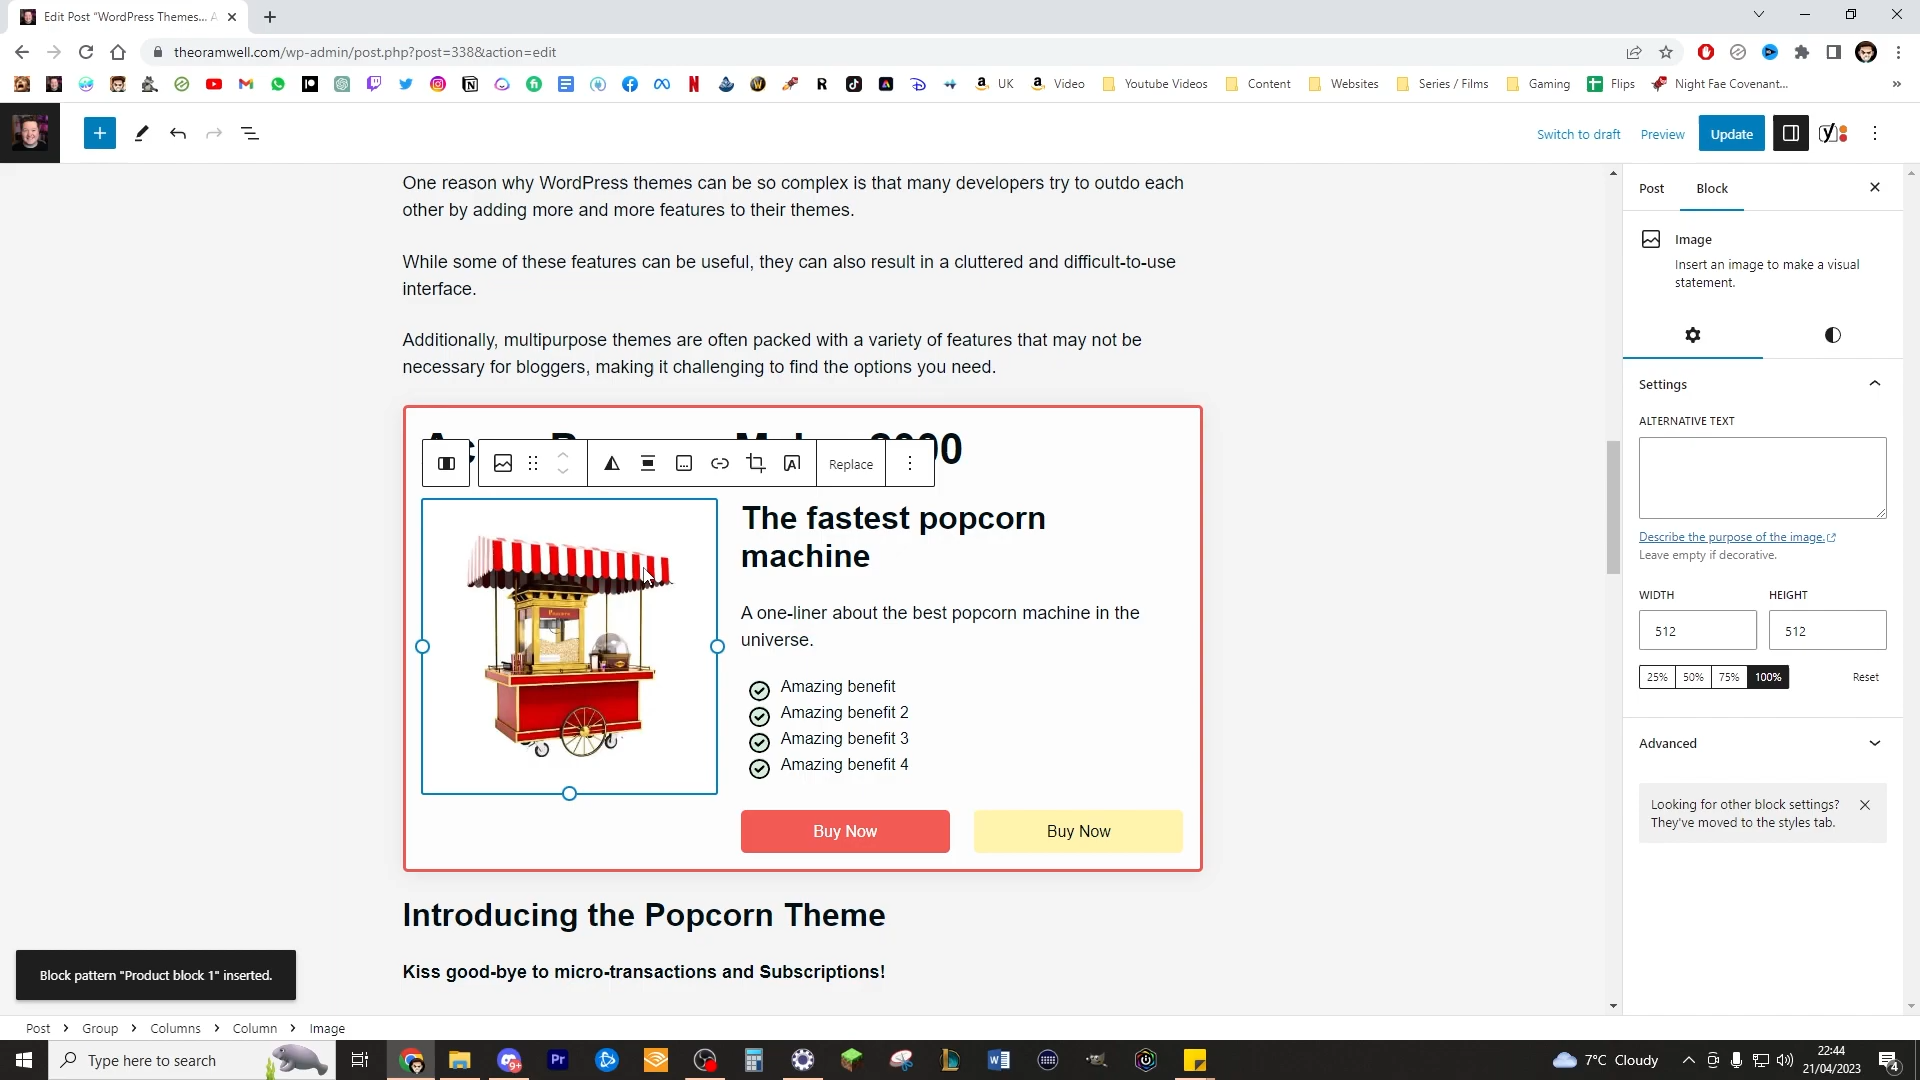 Edit Post "WordPress Themes... A
theoramwell.com/wp-admin/post.php?post=338&action=edit
UK
Video
Youtube Videos
Content
Websites
Series / Films
Gaming
Flips
Night Fae Covenant...
»
Switch to draft
Preview
Update
One reason why WordPress themes can be so complex is that many developers try to outdo each
other by adding more and more features to their themes.
While some of these features can be useful, they can also result in a cluttered and difficult-to-use
interface.
Additionally, multipurpose themes are often packed with a variety of features that may not be
necessary for bloggers, making it challenging to find the options you need.
Replace
The fastest popcorn
machine
A one-liner about the best popcorn machine in the
universe.
Amazing benefit
Amazing benefit 2
Amazing benefit 3
Amazing benefit 4
Buy Now
Buy Now
Introducing the Popcorn Theme
Kiss good-bye to micro-transactions and Subscriptions!
Block pattern "Product block 1" inserted.
Post > Group > Columns > Column > Image
Post
Block
Image
Insert an image to make a visual
statement.
Settings
ALTERNATIVE TEXT
Describe the purpose of the image.
Leave empty if decorative.
WIDTH
HEIGHT
512
512
25%
50%
75%
100%
Reset
Advanced
Looking for other block settings?
They've moved to the styles tab.
Type here to search
9+
Pr
7°C Cloudy
22:44
21/04/2023
4